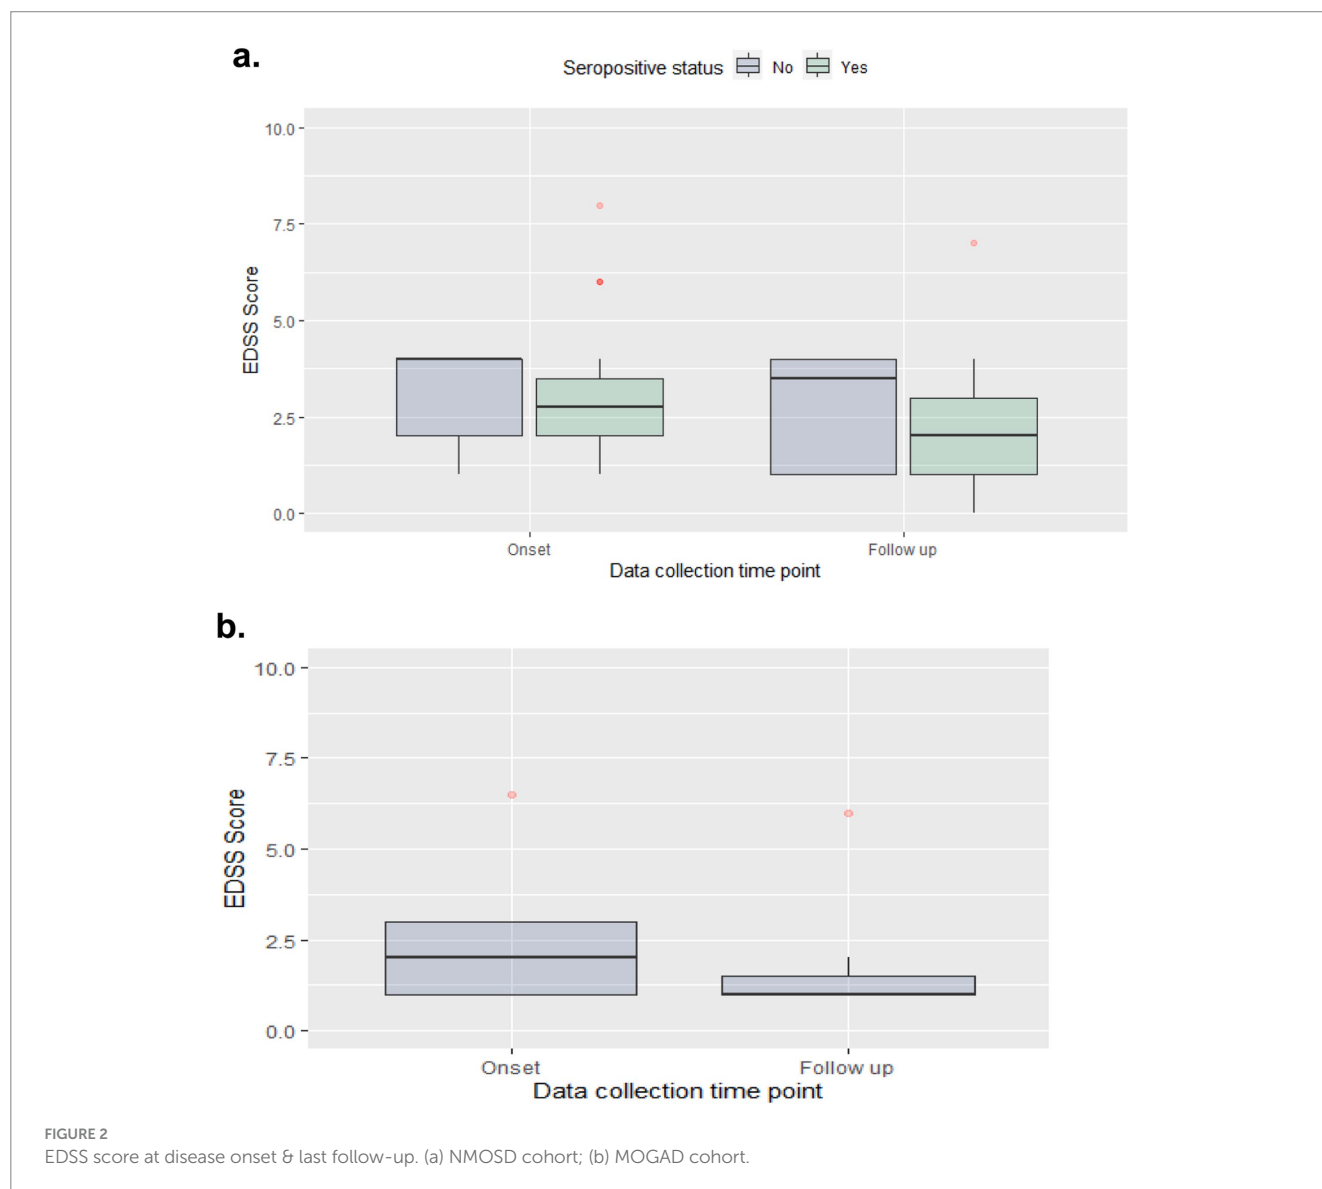 a.
Seropositive status No Yes
10.0
7.5
5.0
2.5
0.0
EDSS Score
Onset Follow up
Data collection time point
b.
10.0
7.5
5.0
2.5
0.0
EDSS Score
Onset Follow up
Data collection time point
FIGURE 2
EDSS score at disease onset & last follow-up. (a) NMOSD cohort; (b) MOGAD cohort.